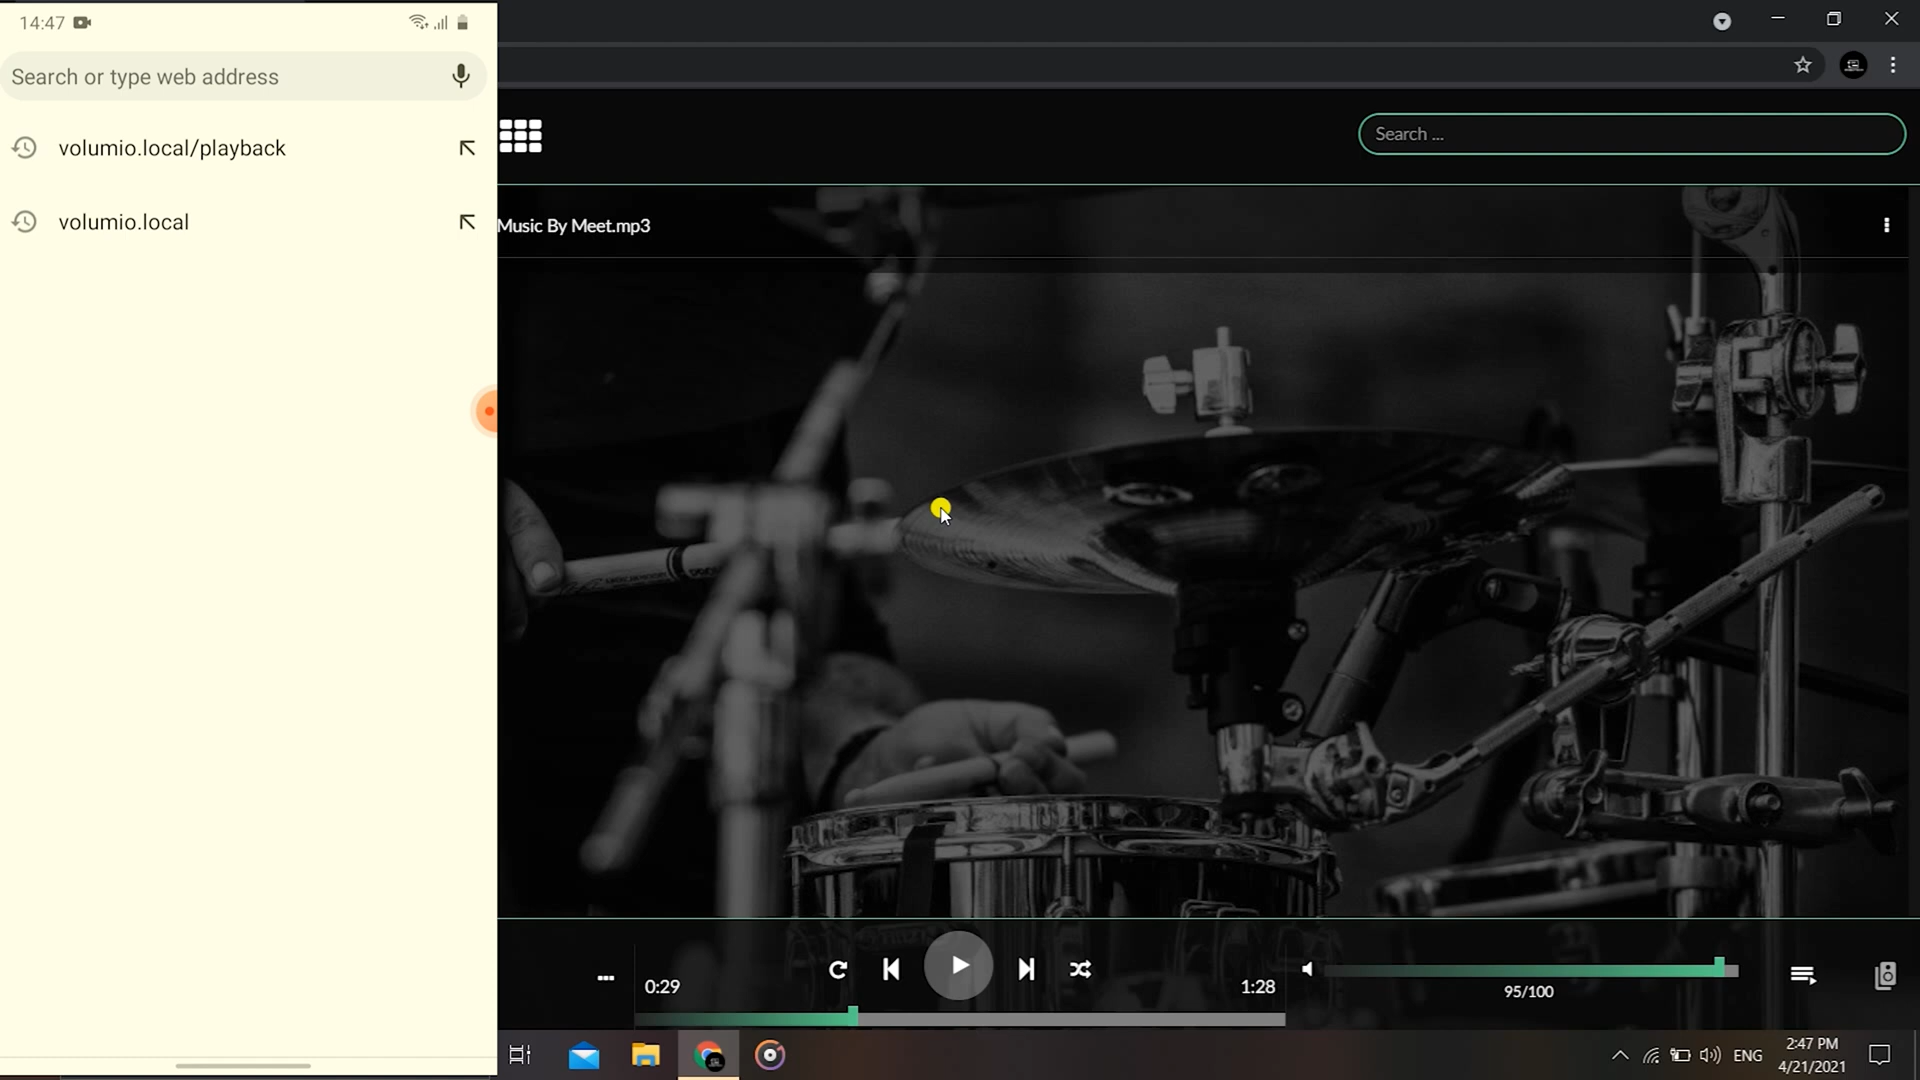 14:47
Search or type web address
volumio.local/playback
volumio.local
Search ...
Music By Meet.mp3
0:29
1:28
95/100
ENG
2:47 PM
4/21/2021